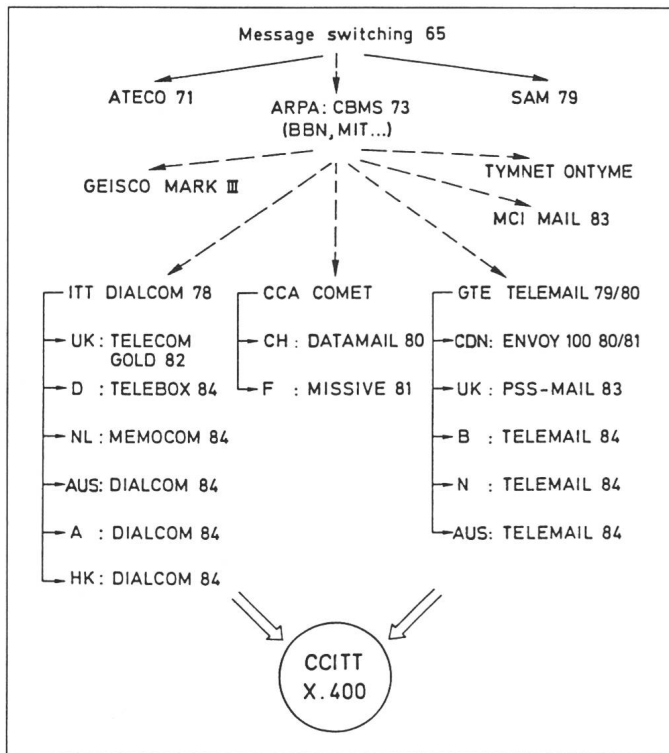 Message switching 65
ATECO 71
SAM 79
ARPA: CBMS 73
(BBN, MIT...)
GEISCO MARK III
TYMNET ONTYME
MCI MAIL 83
ITT DIALCOM 78
UK: TELECOM
GOLD 82
D : TELEBOX 84
NL: MEMOCOM 84
AUS: DIALCOM 84
A : DIALCOM 84
HK: DIALCOM 84
CCA COMET
CH: DATAMAIL 80
F : MISSIVE 81
GTE TELEMAIL 79/80
CDN: ENVOY 100 80/81
UK: PSS-MAIL 83
B : TELEMAIL 84
N : TELEMAIL 84
AUS: TELEMAIL 84
CCITT
X.400